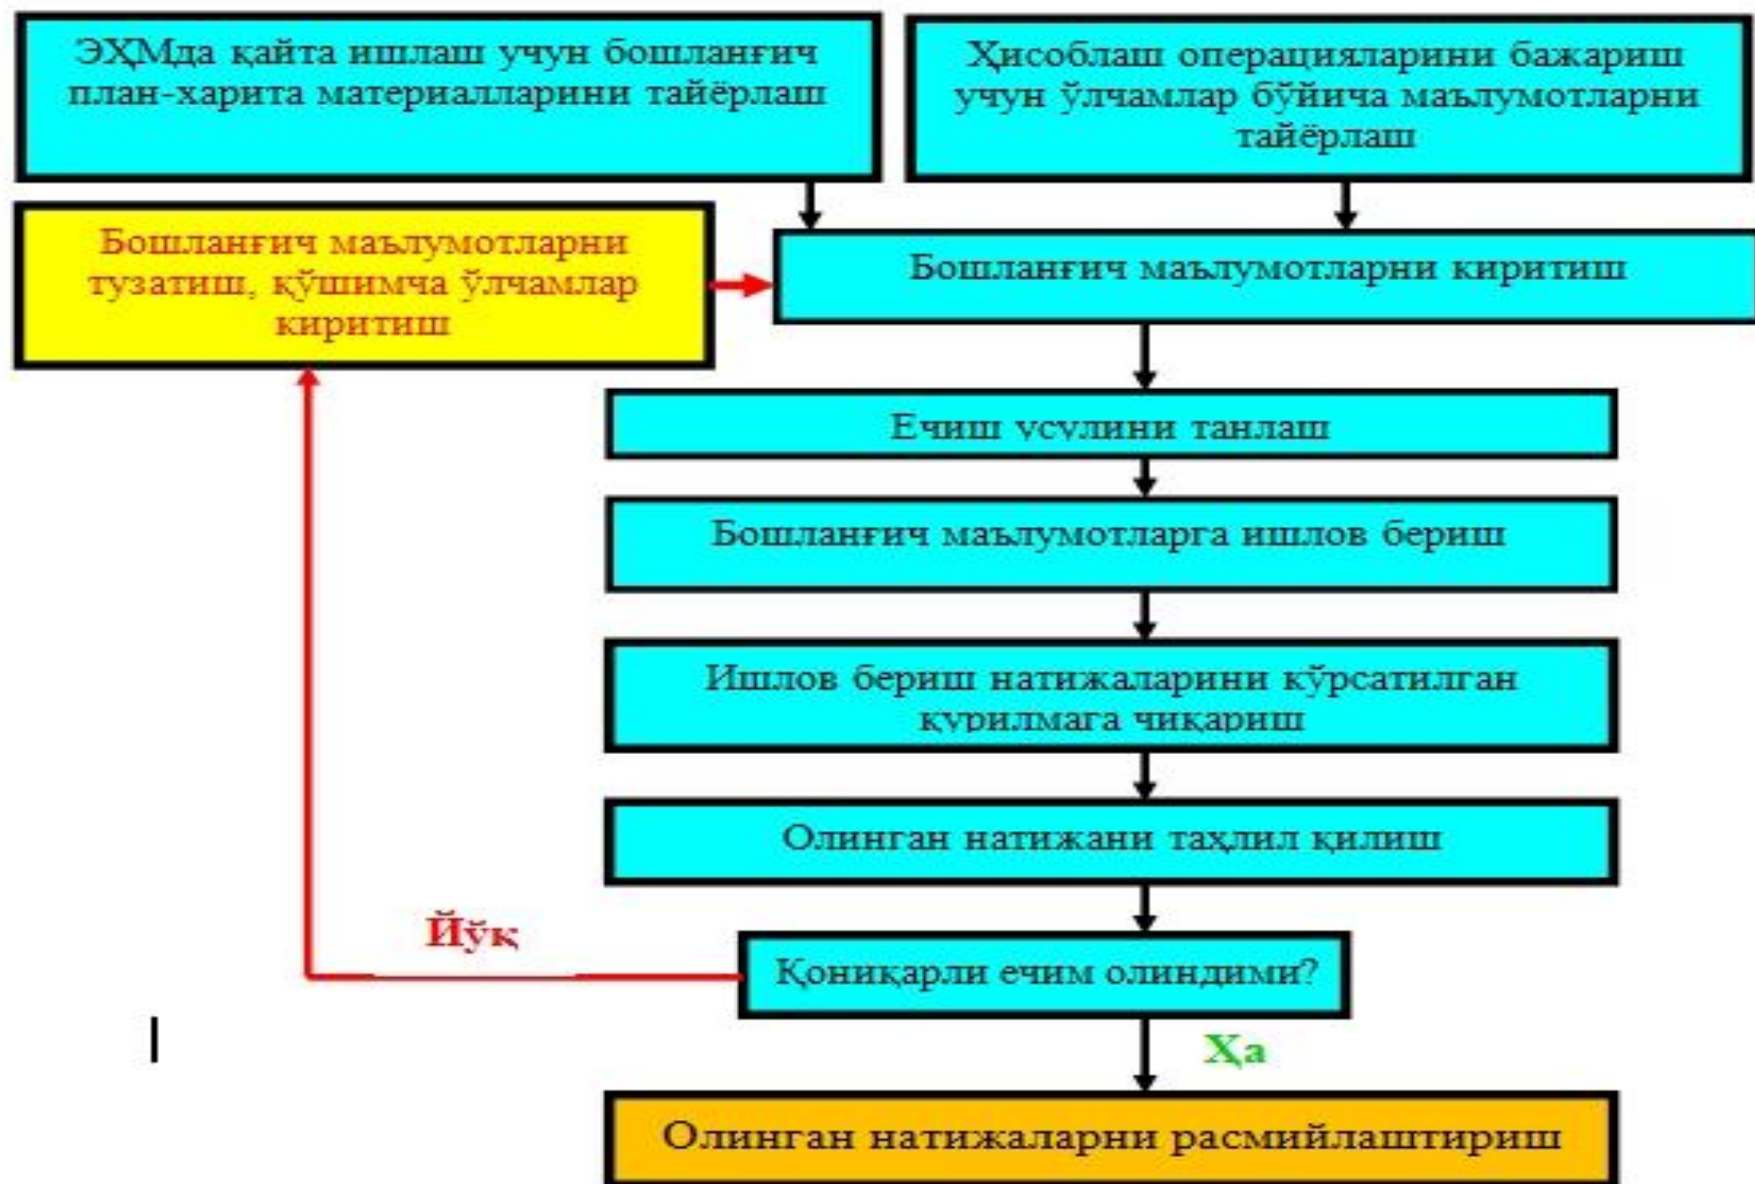 ЭҲМда қайта ишлаш учун бошланғич
план-харита материалларини тайёрлаш
Ҳисоблаш операцияларини бажариш
учун ўлчамлар бўйича маълумотларни
тайёрлаш
Бошланғич маълумотларни
тузатиш, қўшимча ўлчамлар
киритиш
Бошланғич маълумотларни киритиш
Ечиш усулини танлаш
Бошланғич маълумотларга ишлов бериш
Ишлов бериш натижаларини кўрсатилган
қурилмага чиқариш
Олинган натижани таҳлил қилиш
Йўқ
Қониқарли ечим олиндими?
Ҳа
Олинган натижаларни расмийлаштириш